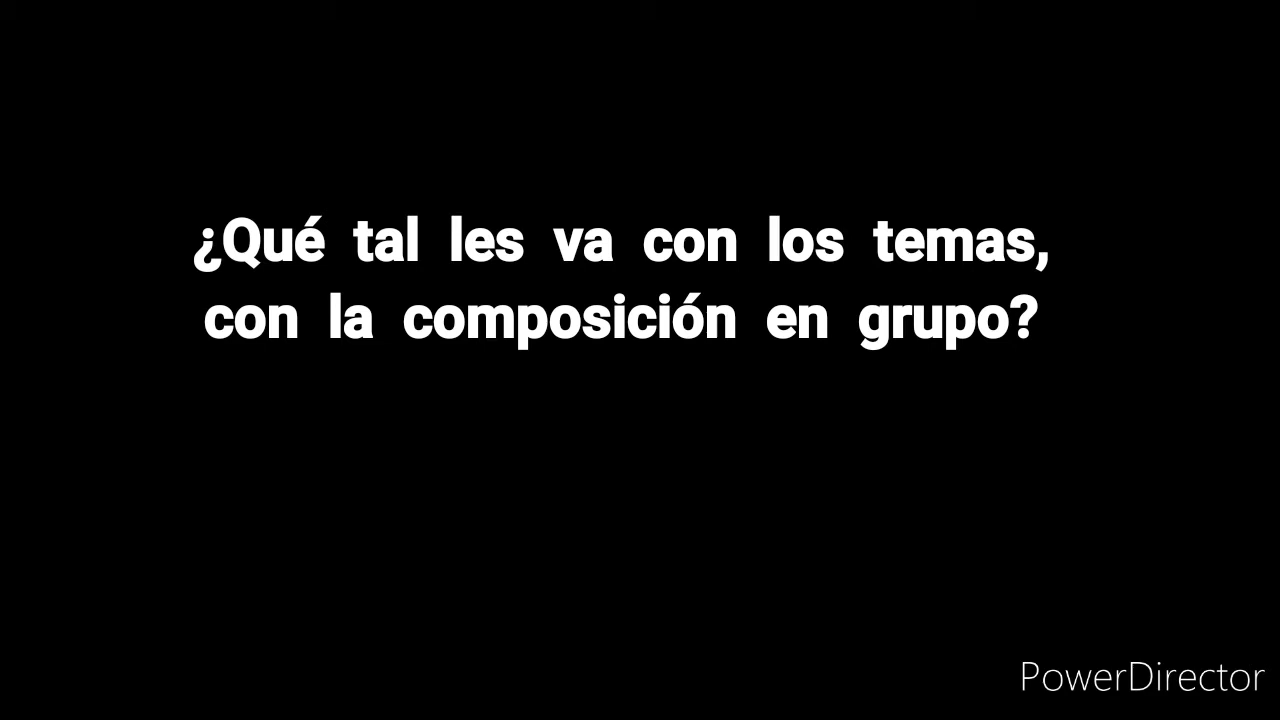 ¿Qué tal les va con los temas,
con la composición en grupo?
PowerDirector